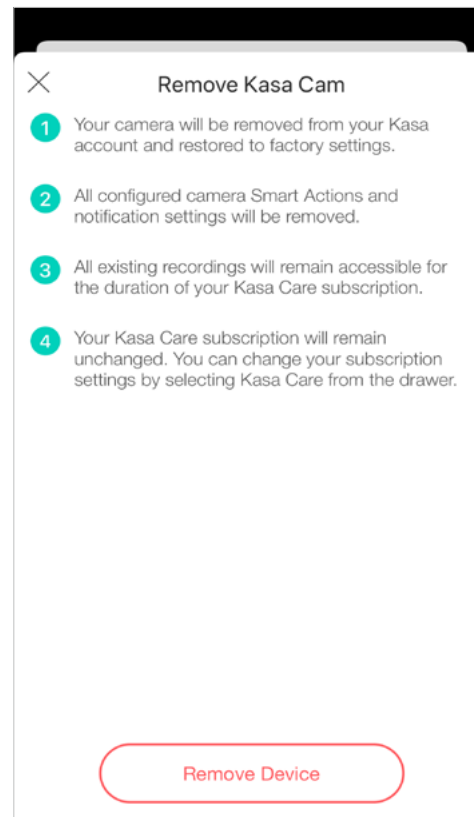 Remove Kasa Cam
1 Your camera will be removed from your Kasa
account and restored to factory settings.
2 All configured camera Smart Actions and
notification settings will be removed.
3 All existing recordings will remain accessible for
the duration of your Kasa Care subscription.
4 Your Kasa Care subscription will remain
unchanged. You can change your subscription
settings by selecting Kasa Care from the drawer.
Remove Device